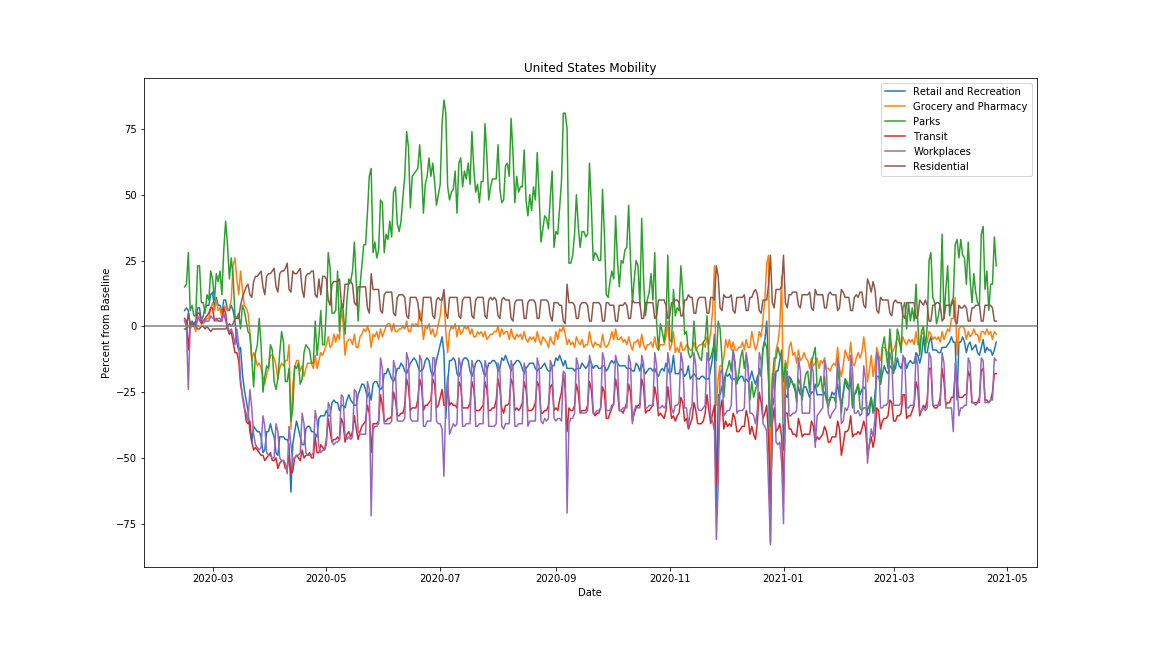 United States Mobility
Retail and Recreation
Grocery and Pharmacy
Parks
Transit
Workplaces
Residential
Percent from Baseline
75
50
25
0
−25
−50
−75
2020-03
2020-05
2020-07
2020-09
2020-11
2021-01
2021-03
2021-05
Date